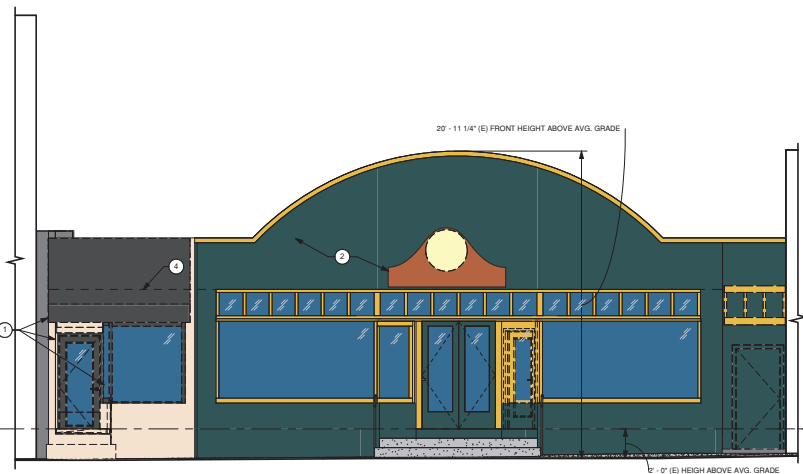 20' - 11 1/4" (E) FRONT HEIGHT ABOVE AVG. GRADE
2
4
1
2' - 0" (E) HEIGH ABOVE AVG. GRADE